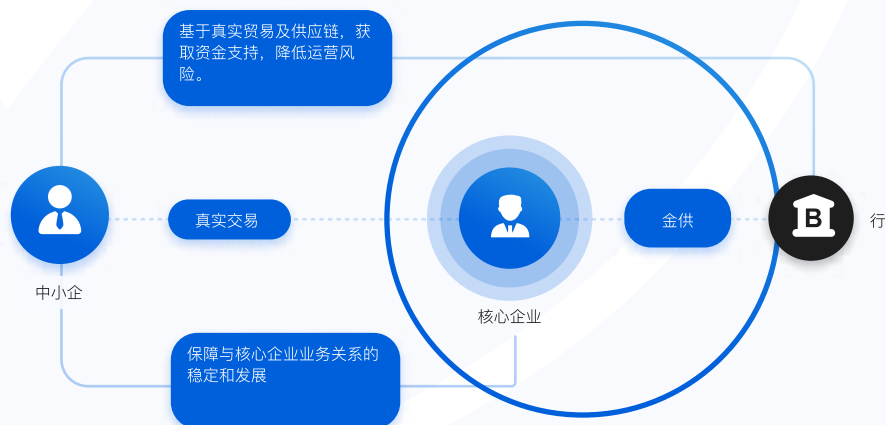 基于真实贸易及供应链，获
取资金支持，降低运营风
险。
真实交易
金供
B
行
中小企
核心企业
保障与核心企业业务关系的
稳定和发展